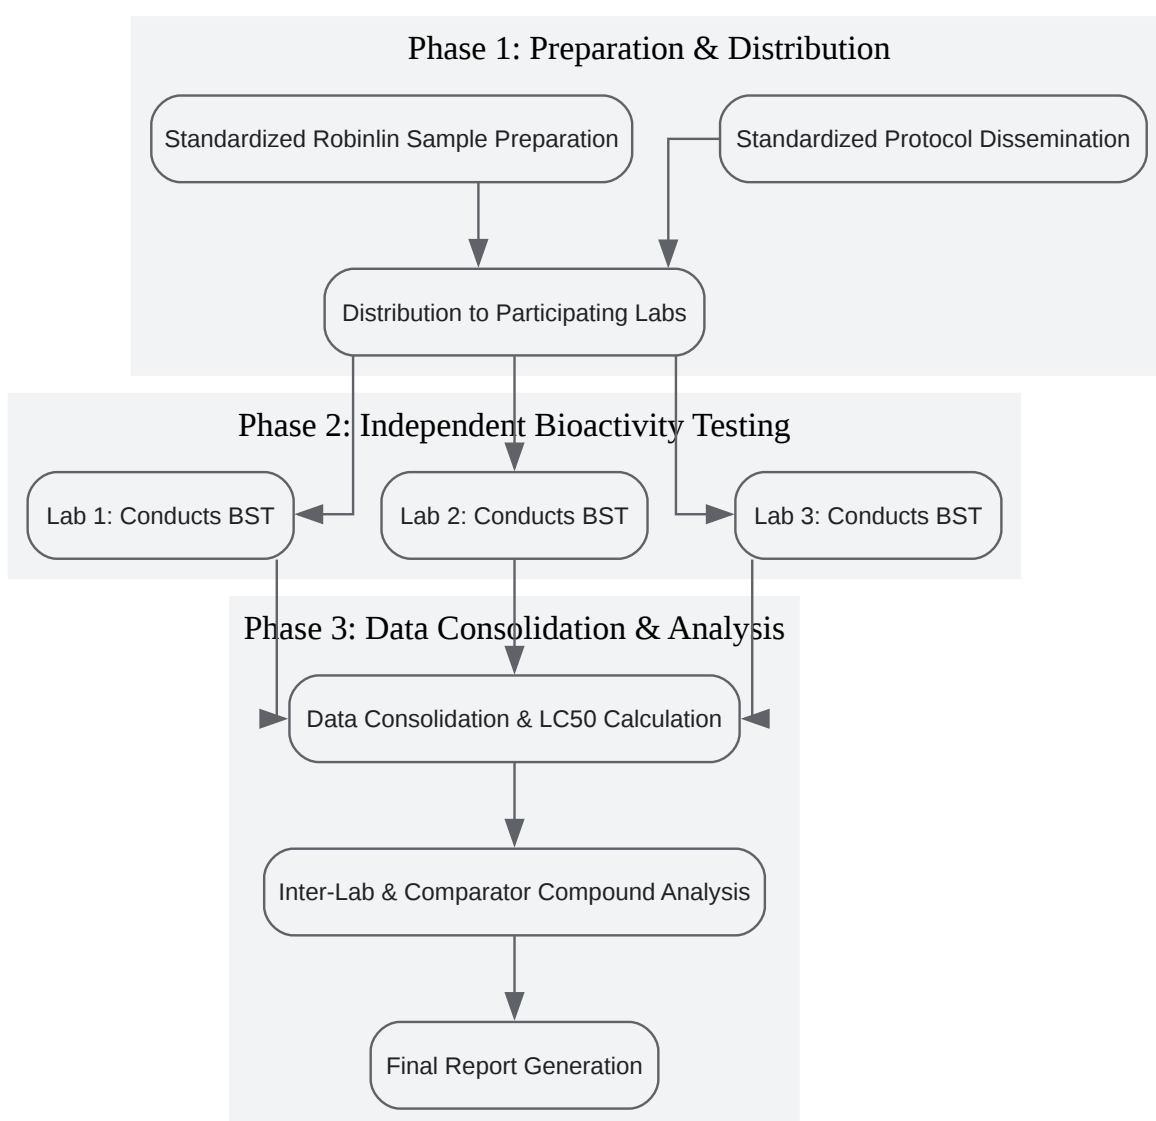 Phase 1: Preparation & Distribution
Standardized Robinlin Sample Preparation
Standardized Protocol Dissemination
Distribution to Participating Labs
Phase 2: Independent Bioactivity Testing
Lab 1: Conducts BST
Lab 2: Conducts BST
Lab 3: Conducts BST
Phase 3: Data Consolidation & Analysis
Data Consolidation & LC50 Calculation
Inter-Lab & Comparator Compound Analysis
Final Report Generation